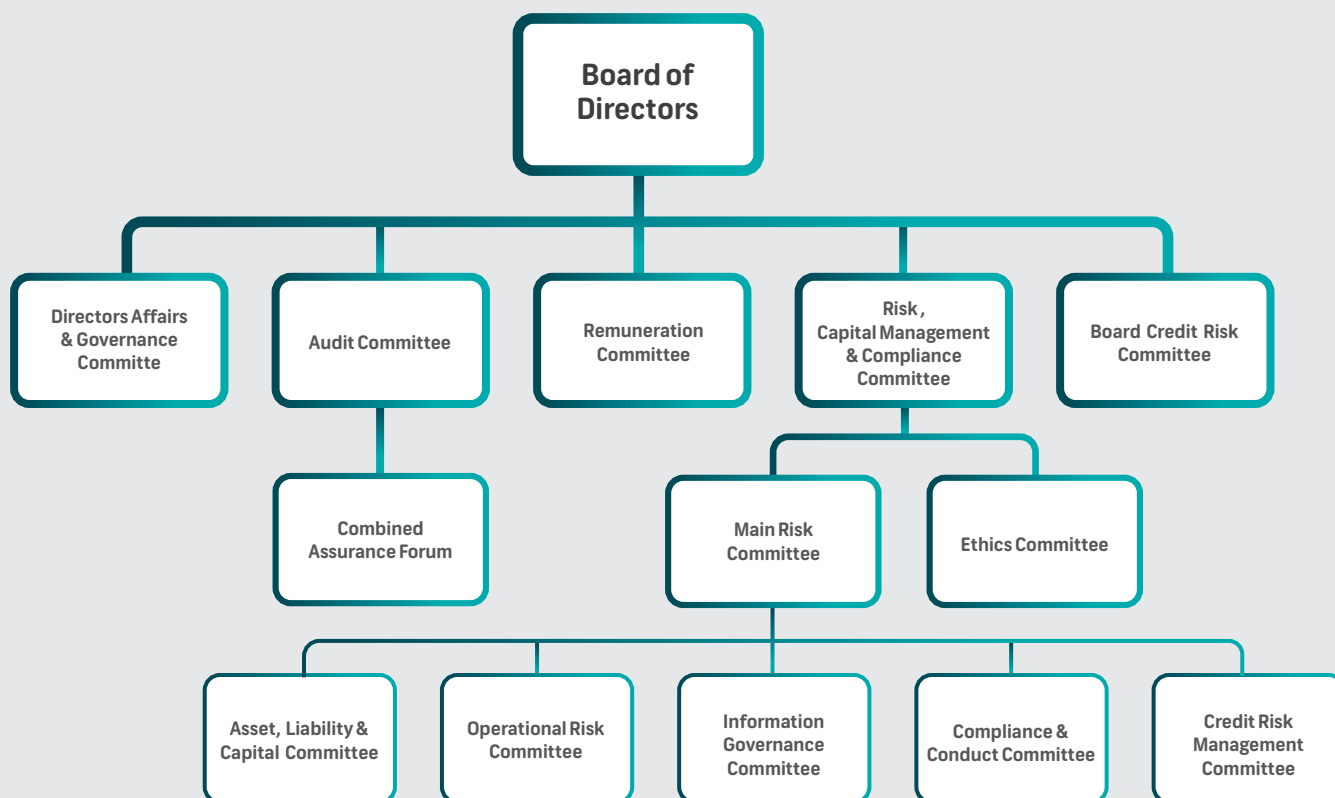 Board of
Directors
Directors Affairs
& Governance
Committe
Audit Committee
Remuneration
Committee
Risk ,
Capital Management
& Compliance
Committee
Board Credit Risk
Committee
Combined
Assurance Forum
Main Risk
Committee
Ethics Committee
Asset, Liability &
Capital Committee
Operational Risk
Committee
Information
Governance
Committee
Compliance &
Conduct Committee
Credit Risk
Management
Committee